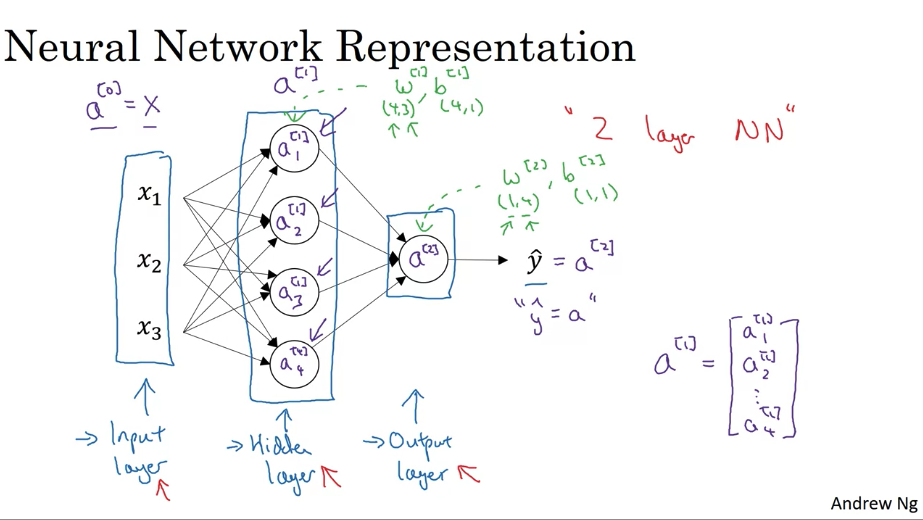 Neural Network Representation
a^[0] = X
a^[1]
w^[1], b^[1]
(4,3) (4,1)
"2 layer NN"
x₁
x₂
x₃
a₁^[1]
a₂^[1]
a₃^[1]
a₄^[4]
w^[2], b^[2]
(1,4) (1,1)
a^[2]
ŷ = a^[2]
"ŷ = a"
a^[1] = [a₁^[1]
a₂^[1]
⋮
a₄^[1]]
→ Input layer
→ Hidden layer
→ Output layer
Andrew Ng